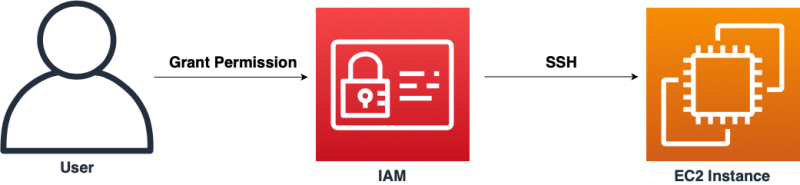 Grant Permission
SSH
User
IAM
EC2 Instance